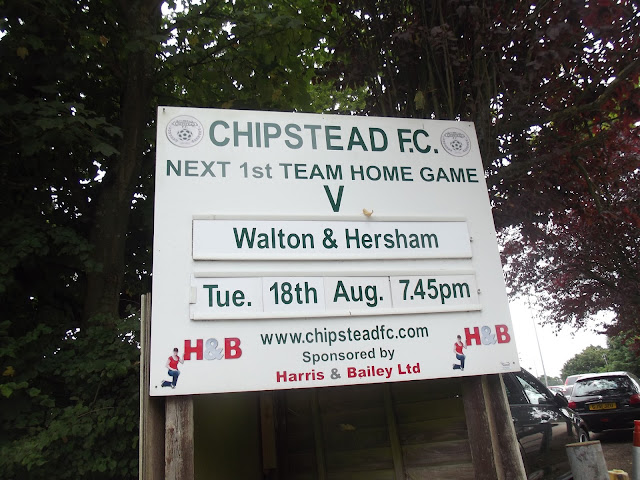 CHIPSTEAD F.C.
NEXT 1st TEAM HOME GAME
V
Walton & Hersham
Tue. 18th Aug. 7.45pm
www.chipsteadfc.com
H&B H&B
Sponsored by
Harris & Bailey Ltd